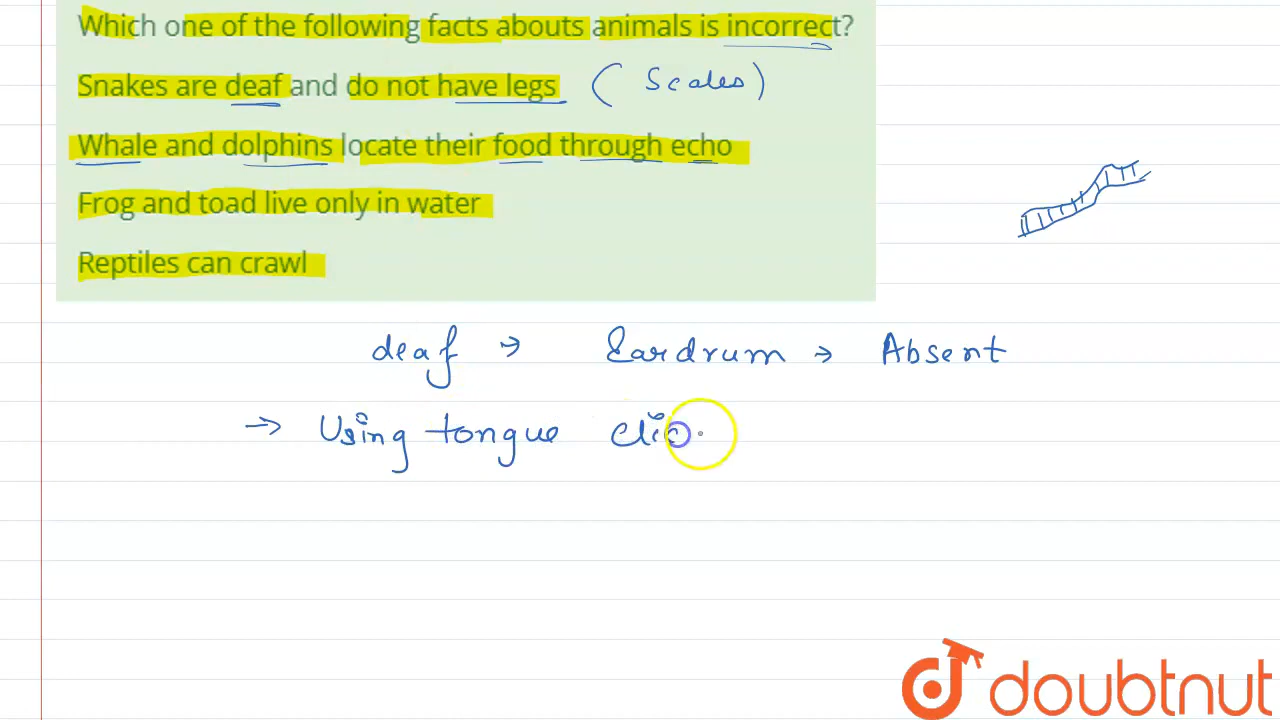 Which one of the following facts abouts animals is incorrect?
Snakes are deaf and do not have legs (Scales)
Whale and dolphins locate their food through echo
Frog and toad live only in water
Reptiles can crawl
deaf → Eardrum → Absent
→ Using tongue clic
doubtnut